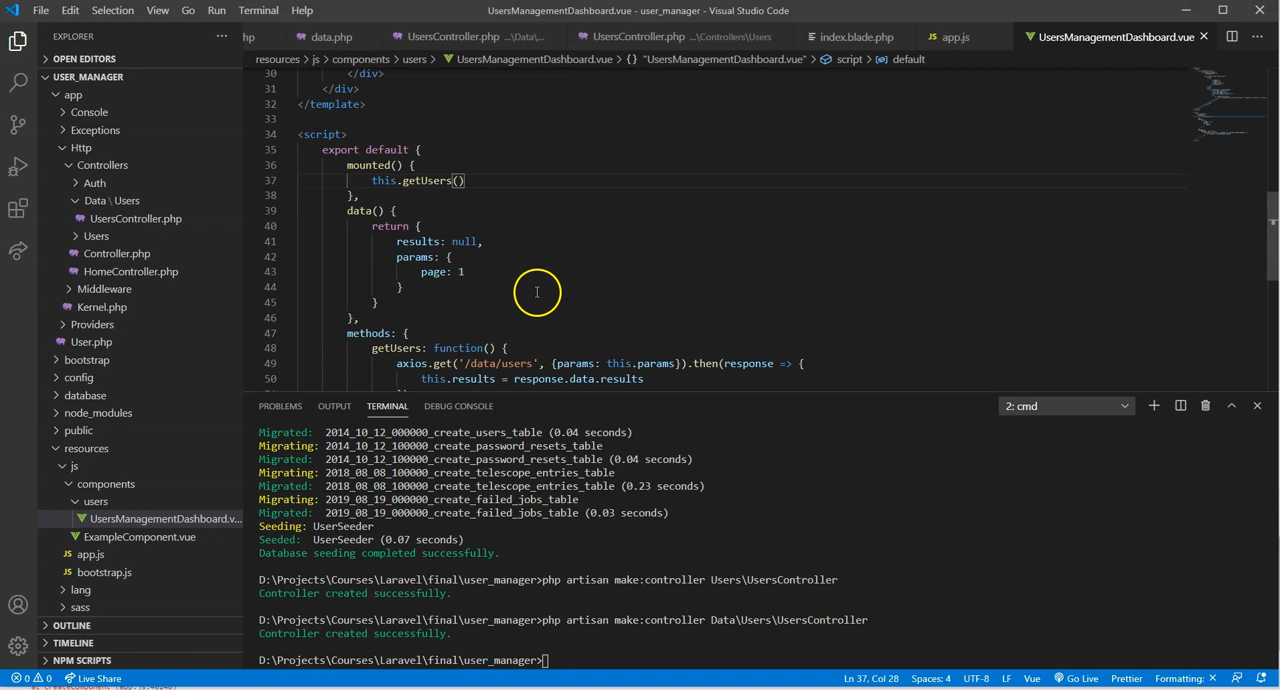 File Edit Selection View Go Run Terminal Help
UsersManagementDashboard.vue - user_manager - Visual Studio Code
EXPLORER
OPEN EDITORS
USER_MANAGER
app
Console
Exceptions
Http
Controllers
Auth
Data \ Users
UsersController.php
Users
Controller.php
HomeController.php
Middleware
Kernel.php
Providers
User.php
bootstrap
config
database
node_modules
public
resources
js
components
users
UsersManagementDashboard.v...
ExampleComponent.vue
JS app.js
JS bootstrap.js
lang
sass
OUTLINE
TIMELINE
NPM SCRIPTS
hp data.php UsersController.php ...\Data\... UsersController.php ...\Controllers\Users index.blade.php JS app.js UsersManagementDashboard.vue
resources > js > components > users > UsersManagementDashboard.vue > {} "UsersManagementDashboard.vue" > script > default
30 </div>
31 </div>
32 </template>
33
34 <script>
35 export default {
36 mounted() {
37 this.getUsers()
38 },
39 data() {
40 return {
41 results: null,
42 params: {
43 page: 1
44 }
45 }
46 },
47 methods: {
48 getUsers: function() {
49 axios.get('/data/users', {params: this.params}).then(response => {
50 this.results = response.data.results
PROBLEMS OUTPUT TERMINAL DEBUG CONSOLE 2: cmd
Migrated: 2014_10_12_000000_create_users_table (0.04 seconds)
Migrating: 2014_10_12_100000_create_password_resets_table
Migrated: 2014_10_12_100000_create_password_resets_table (0.04 seconds)
Migrating: 2018_08_08_100000_create_telescope_entries_table
Migrated: 2018_08_08_100000_create_telescope_entries_table (0.23 seconds)
Migrating: 2019_08_19_000000_create_failed_jobs_table
Migrated: 2019_08_19_000000_create_failed_jobs_table (0.03 seconds)
Seeding: UserSeeder
Seeded: UserSeeder (0.07 seconds)
Database seeding completed successfully.
D:\Projects\Courses\Laravel\final\user_manager>php artisan make:controller Users\UsersController
Controller created successfully.
D:\Projects\Courses\Laravel\final\user_manager>php artisan make:controller Data\Users\UsersController
Controller created successfully.
D:\Projects\Courses\Laravel\final\user_manager>
0 0 Live Share Ln 37, Col 28 Spaces: 4 UTF-8 LF Vue Go Live Prettier Formatting: ×